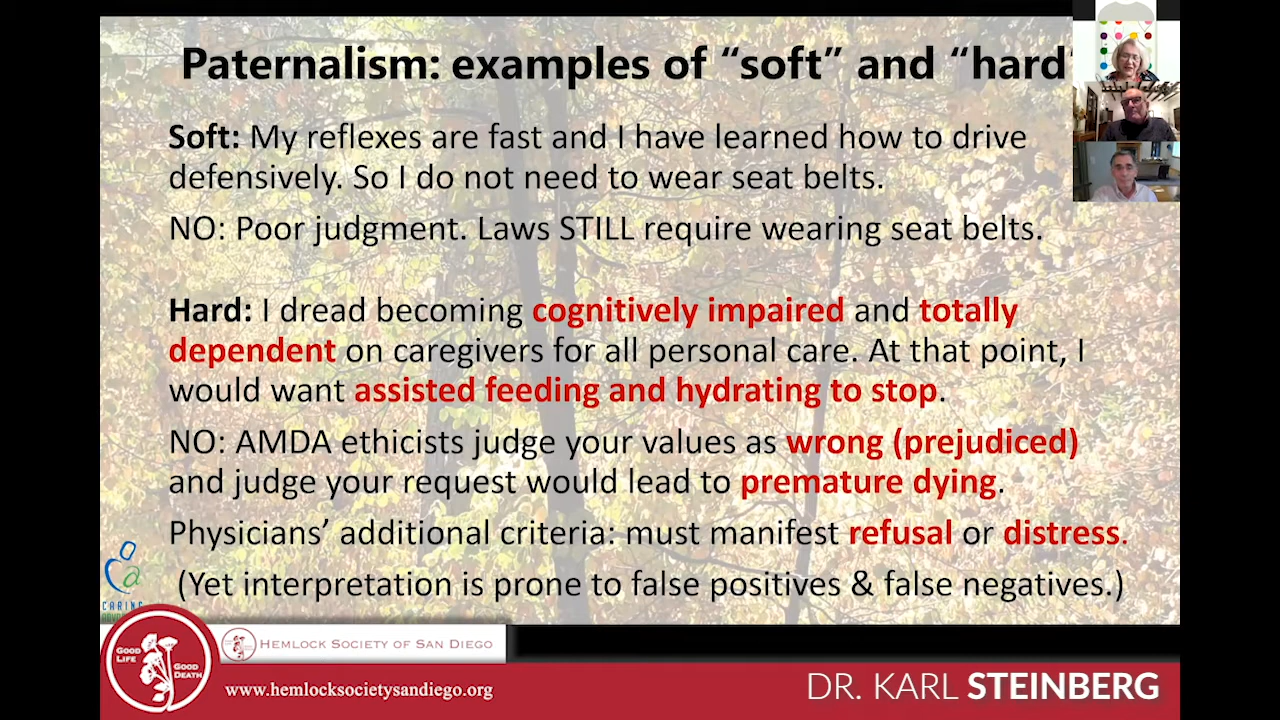 Paternalism: examples of “soft” and “hard”
Soft: My reflexes are fast and I have learned how to drive
defensively. So I do not need to wear seat belts.
NO: Poor judgment. Laws STILL require wearing seat belts.
Hard: I dread becoming cognitively impaired and totally
dependent on caregivers for all personal care. At that point, I
would want assisted feeding and hydrating to stop.
NO: AMDA ethicists judge your values as wrong (prejudiced)
and judge your request would lead to premature dying.
Physicians’ additional criteria: must manifest refusal or distress.
(Yet interpretation is prone to false positives & false negatives.)
CARING
GOOD
LIFE
GOOD
DEATH
HEMLOCK SOCIETY OF SAN DIEGO
www.hemlocksocietysandiego.org
DR. KARL STEINBERG